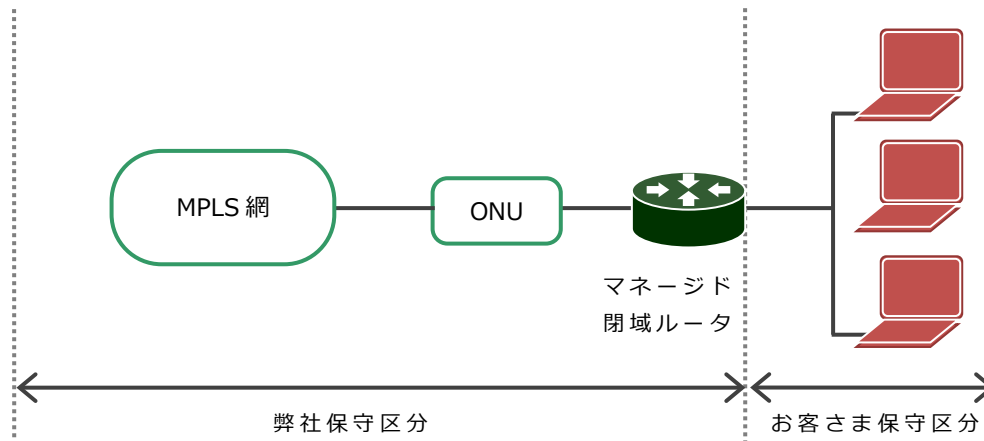 MPLS 網
ONU
マネージド
閉域ルータ
弊社保守区分
お客さま保守区分